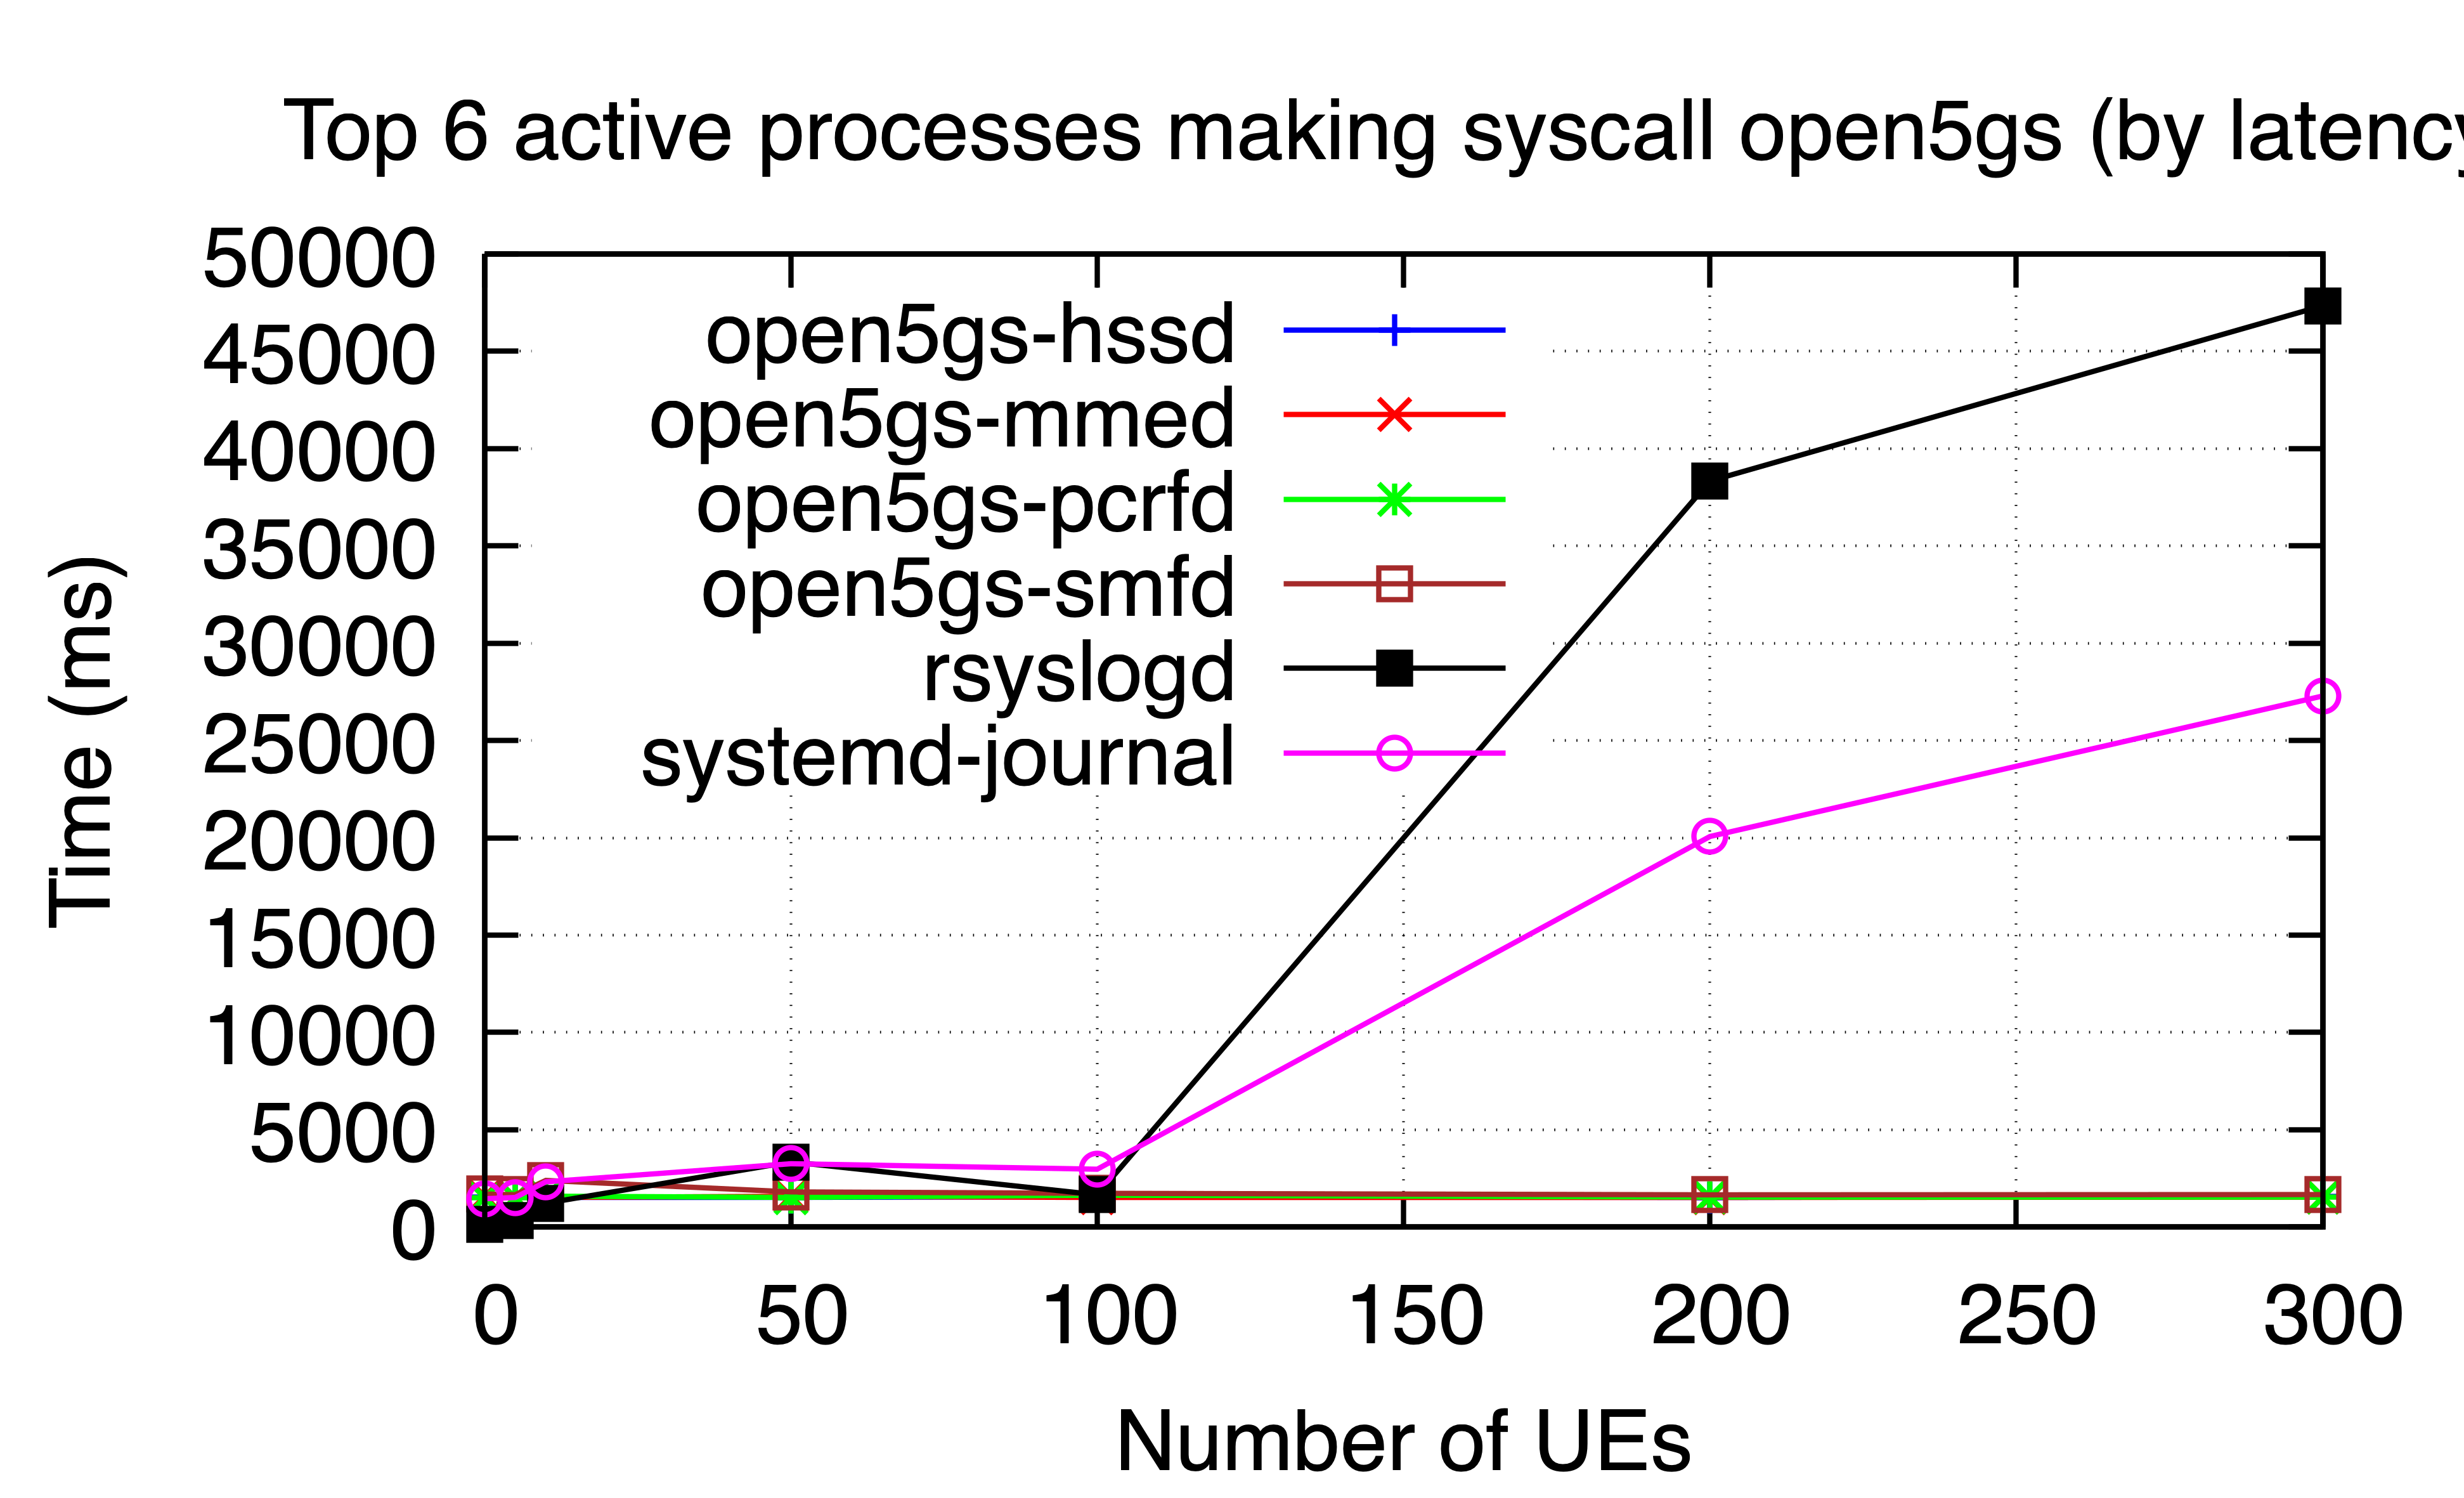 Top 6 active processes making syscall open5gs (by latency
50000
45000
40000
35000
30000
25000
20000
15000
10000
5000
0
Time (ms)
open5gs-hssd
open5gs-mmed
open5gs-pcrfd
open5gs-smfd
rsyslogd
systemd-journal
0 50 100 150 200 250 300
Number of UEs